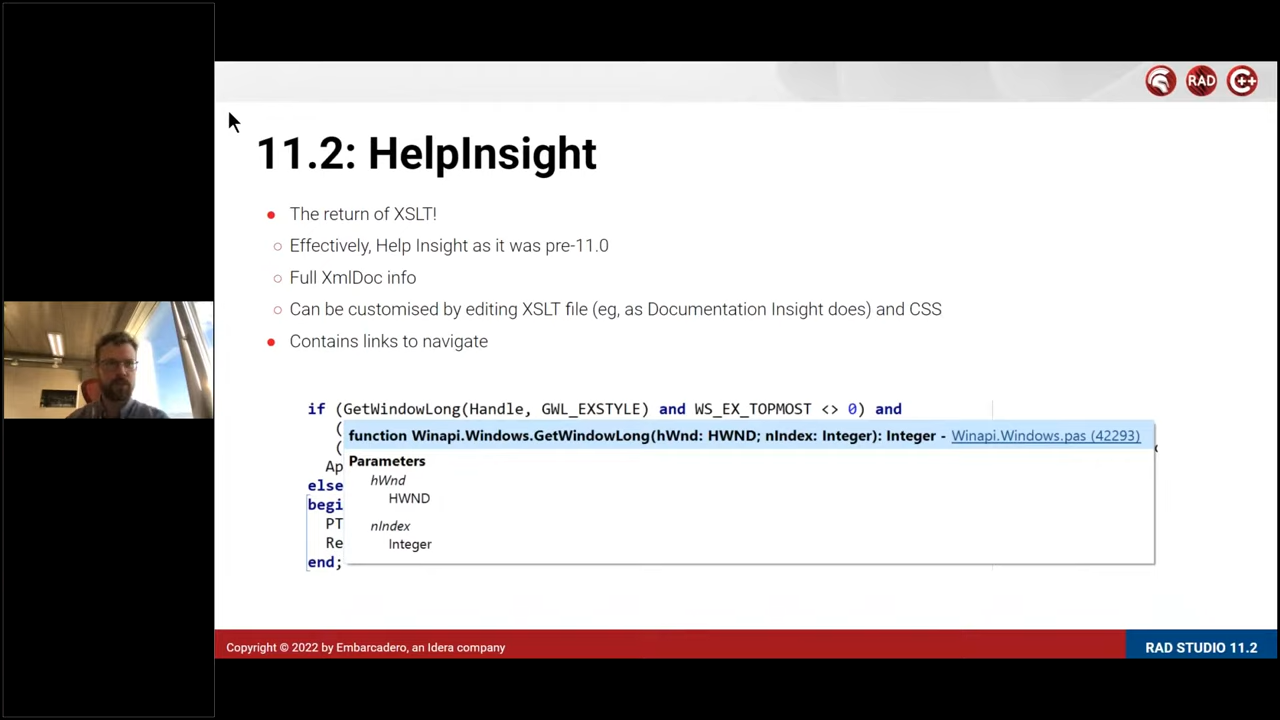 RAD
C++
11.2: HelpInsight
The return of XSLT!
Effectively, Help Insight as it was pre-11.0
Full XmlDoc info
Can be customised by editing XSLT file (eg, as Documentation Insight does) and CSS
Contains links to navigate
if (GetWindowLong(Handle, GWL_EXSTYLE) and WS_EX_TOPMOST <> 0) and
(
function Winapi.Windows.GetWindowLong(hWnd: HWND; nIndex: Integer): Integer - Winapi.Windows.pas (42293)
(
Parameters
Ap
hWnd
else
HWND
begi
PT
nIndex
Re
Integer
end;
Copyright © 2022 by Embarcadero, an Idera company
RAD STUDIO 11.2